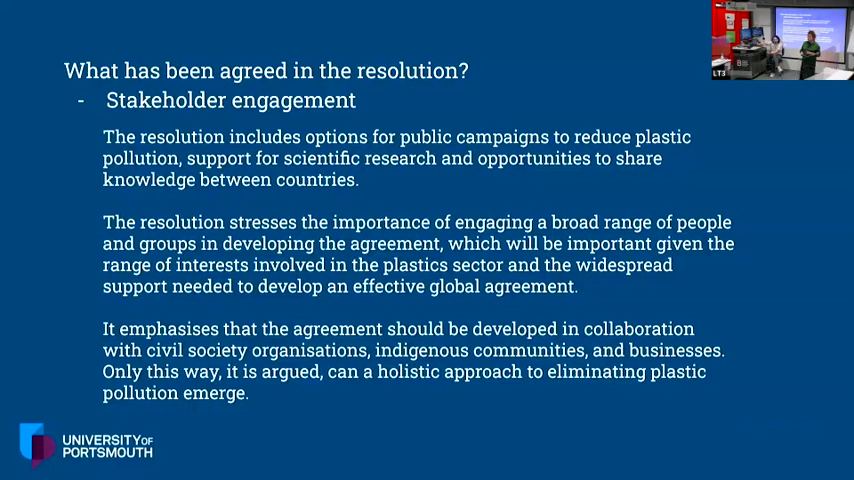 What has been agreed in the resolution?
- Stakeholder engagement
The resolution includes options for public campaigns to reduce plastic
pollution, support for scientific research and opportunities to share
knowledge between countries.
The resolution stresses the importance of engaging a broad range of people
and groups in developing the agreement, which will be important given the
range of interests involved in the plastics sector and the widespread
support needed to develop an effective global agreement.
It emphasises that the agreement should be developed in collaboration
with civil society organisations, indigenous communities, and businesses.
Only this way, it is argued, can a holistic approach to eliminating plastic
pollution emerge.
UNIVERSITY OF
PORTSMOUTH
LT3